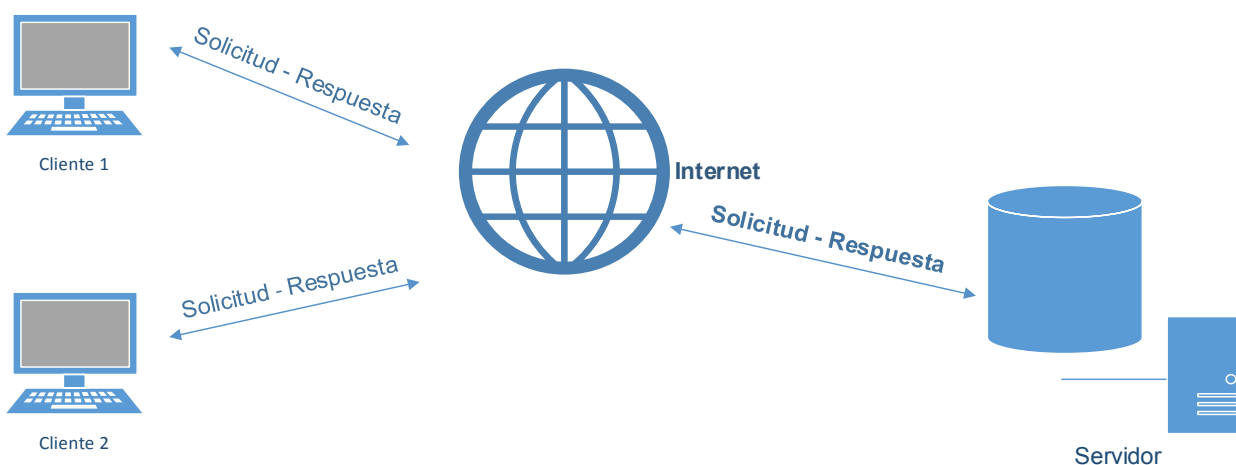 Solicitud - Respuesta
Cliente 1
Internet
Solicitud - Respuesta
Solicitud - Respuesta
Cliente 2
Servidor